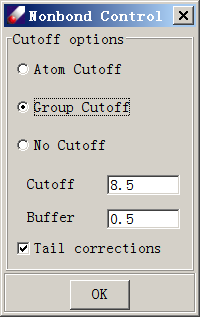 Nonbond Control
Cutoff options
Atom Cutoff
Group Cutoff
No Cutoff
Cutoff 8.5
Buffer 0.5
Tail corrections
OK